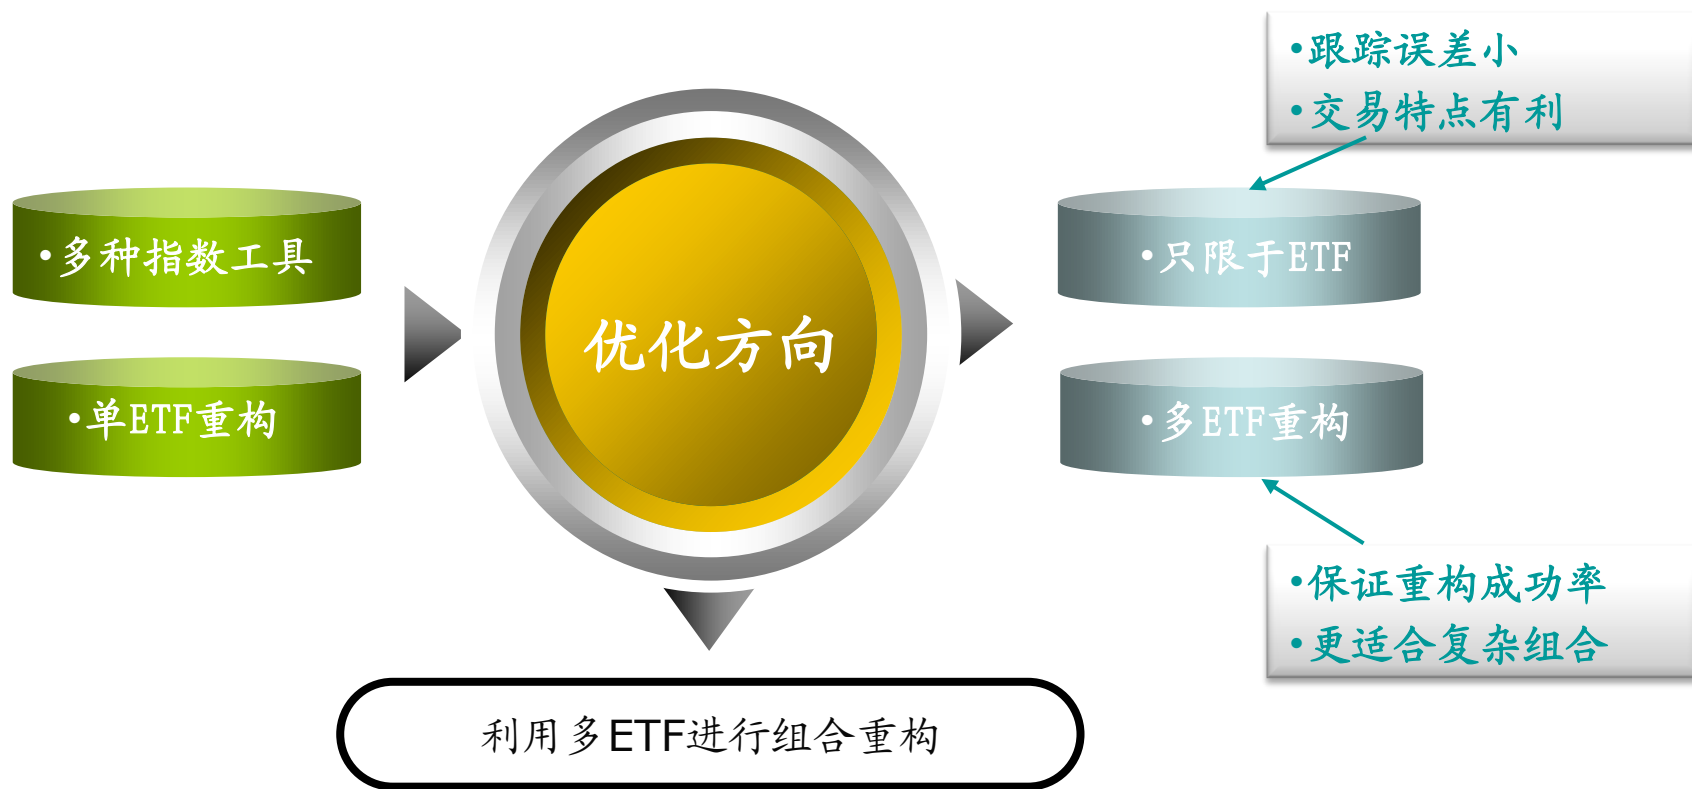 •跟踪误差小
•交易特点有利
•多种指数工具
•单ETF重构
优化方向
•只限于ETF
•多ETF重构
•保证重构成功率
•更适合复杂组合
利用多ETF进行组合重构